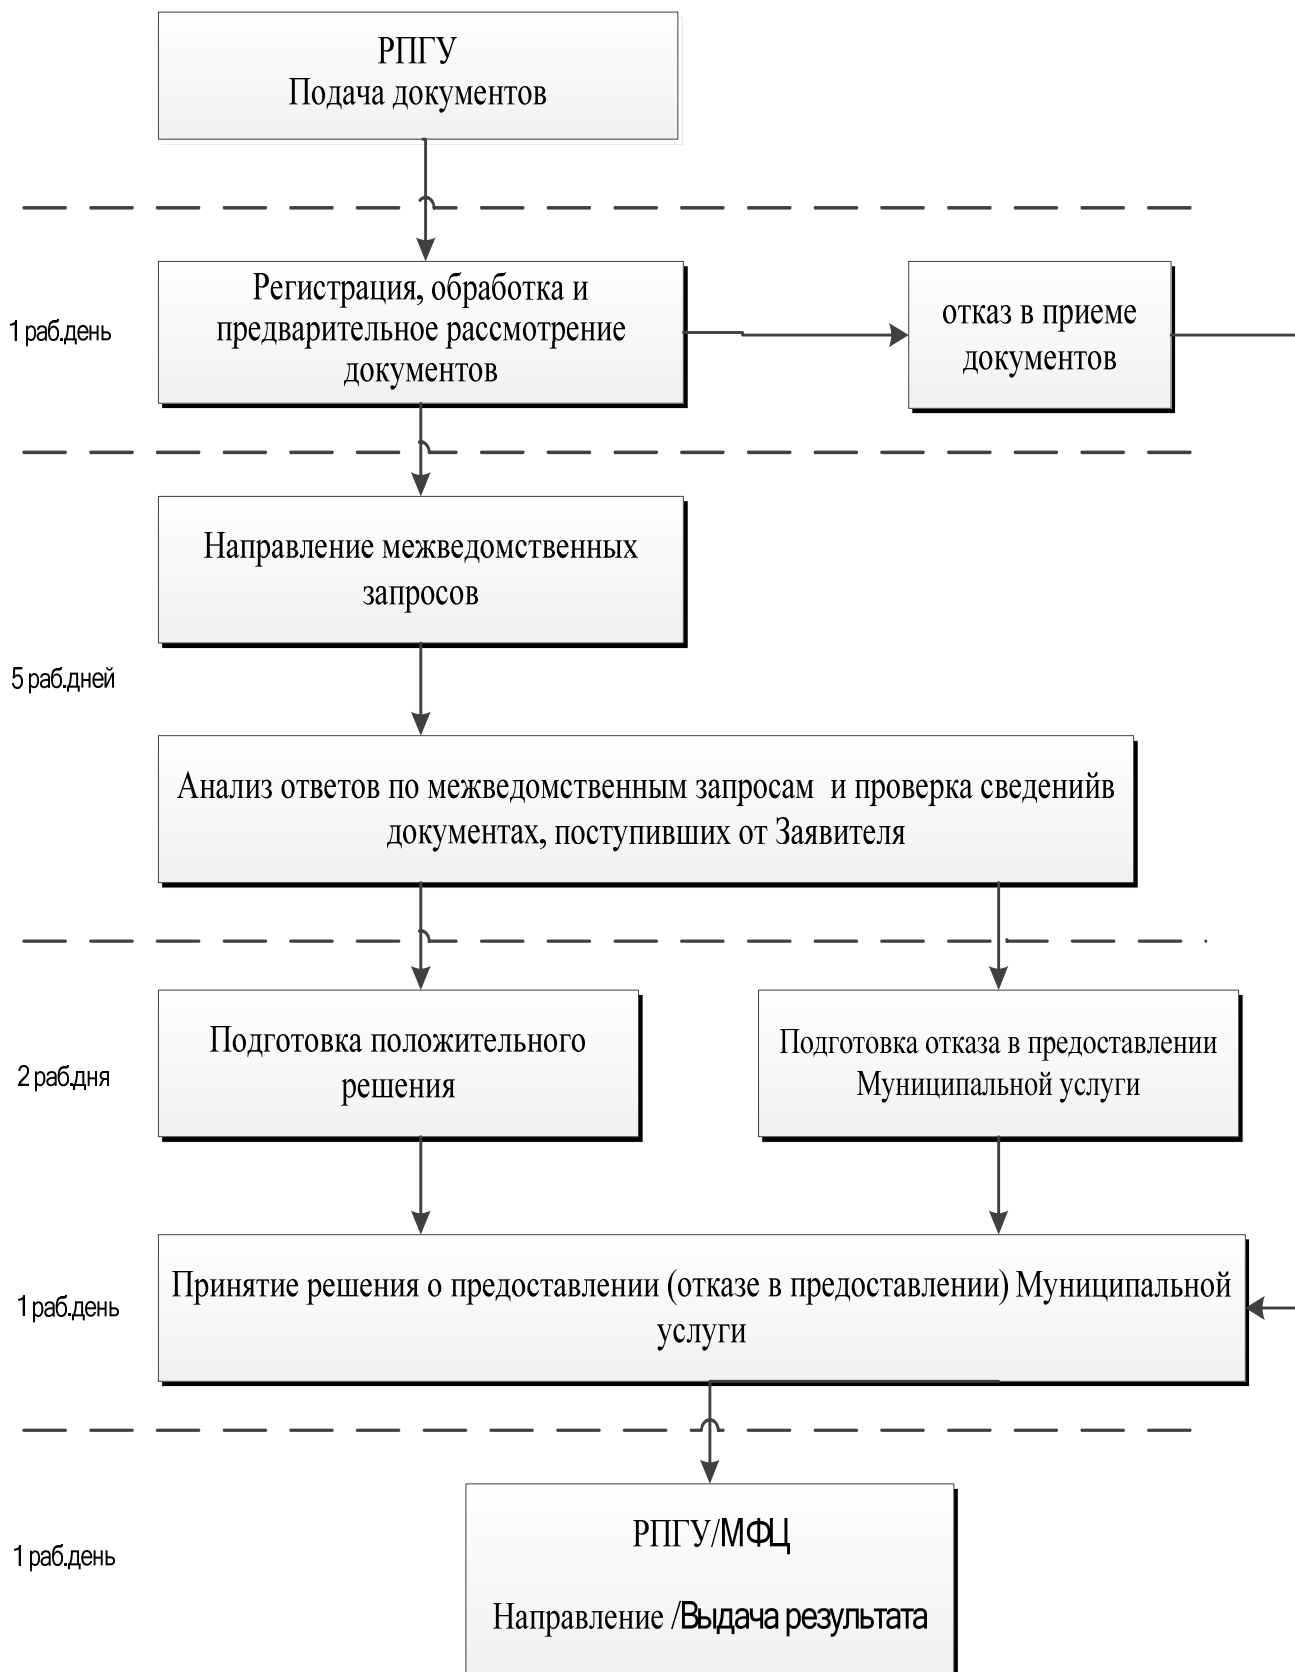 РПГУ
Подача документов
1 раб.день
Регистрация, обработка и
предварительное рассмотрение
документов
отказ в приеме
документов
Направление межведомственных
запросов
5 раб.дней
Анализ ответов по межведомственным запросам и проверка сведенийв
документах, поступивших от Заявителя
2 раб.дня
Подготовка положительного
решения
Подготовка отказа в предоставлении
Муниципальной услуги
1 раб.день
Принятие решения о предоставлении (отказе в предоставлении) Муниципальной
услуги
1 раб.день
РПГУ/МФЦ
Направление /Выдача результата